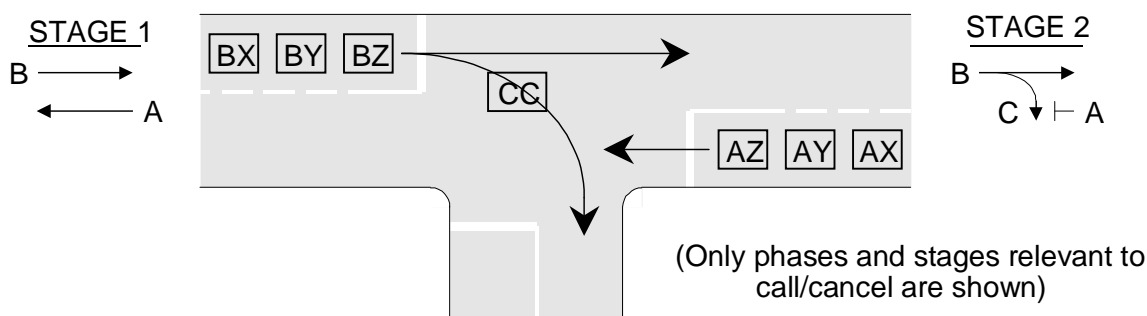 STAGE 1
B
A
BX BY BZ
CC
AZ AY AX
STAGE 2
B
C A
(Only phases and stages relevant to
call/cancel are shown)